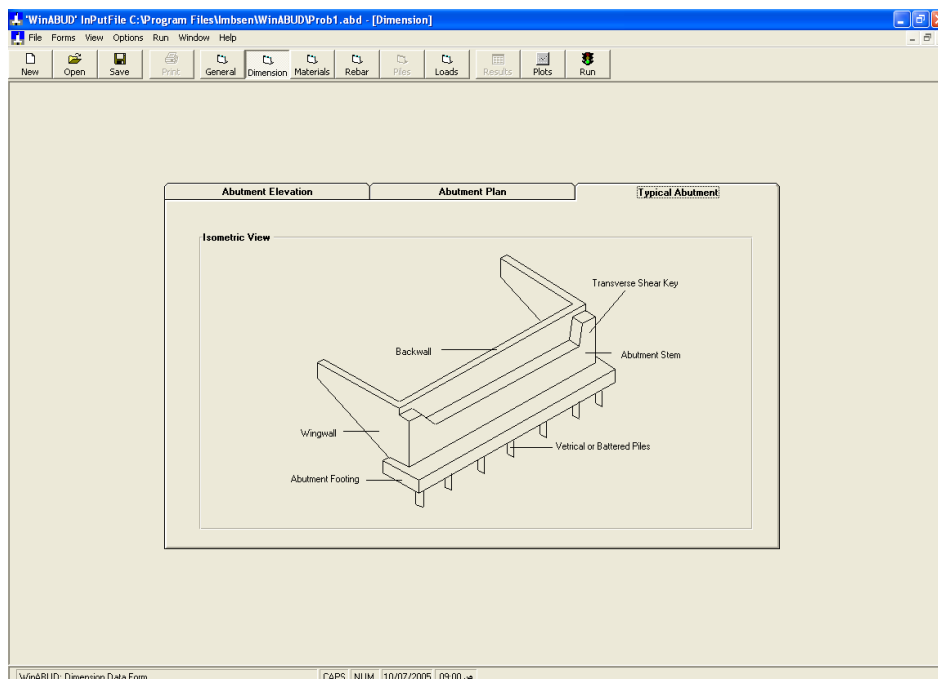 'WinABUD' InPutFile C:\Program Files\Imbsen\WinABUD\Prob1.abd - [Dimension]
File Forms View Options Run Window Help
New Open Save Print General Dimension Materials Rebar Piles Loads Results Plots Run
Abutment Elevation Abutment Plan Typical Abutment
Isometric View
Transverse Shear Key
Backwall
Abutment Stem
Wingwall
Vetrical or Battered Piles
Abutment Footing
WinABUD: Dimension Data Form CAPS NUM 10/07/2005 09:00 ص